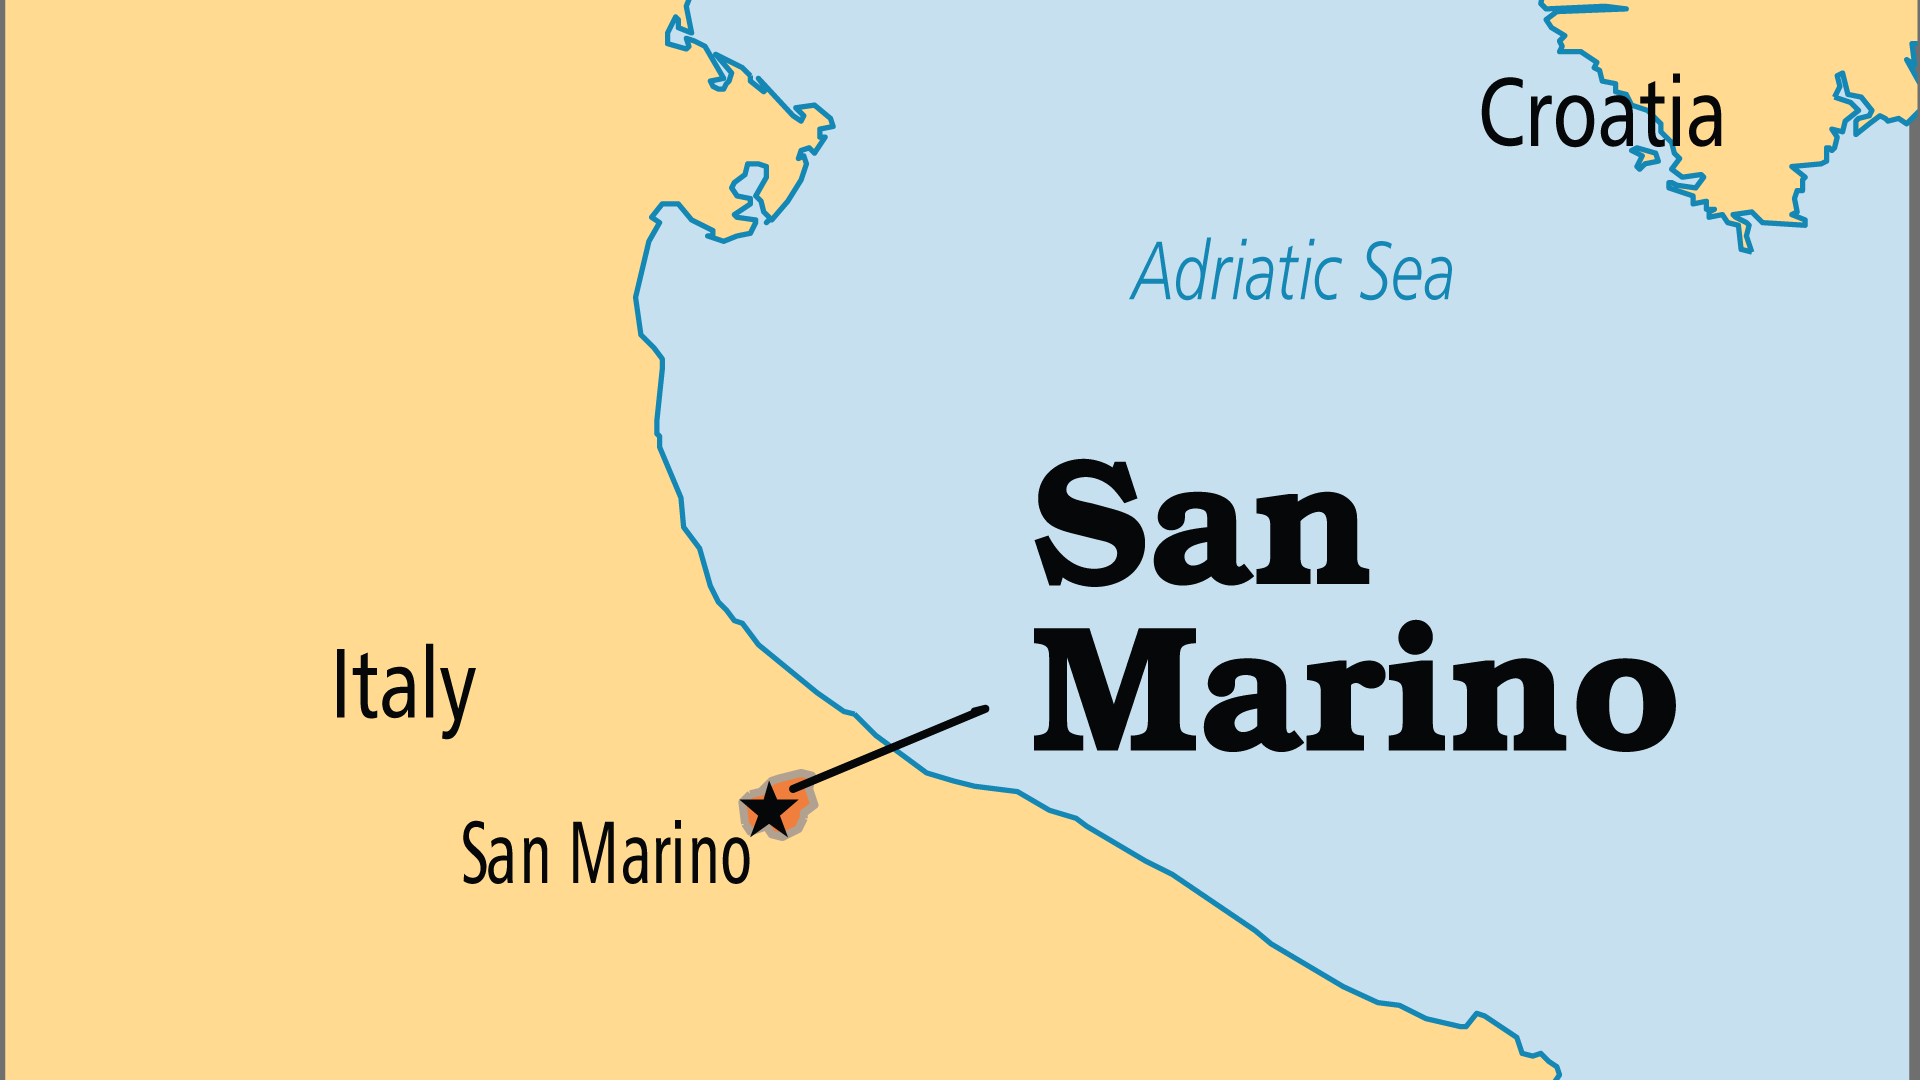 Croatia
Adriatic Sea
San
Marino
Italy
San Marino